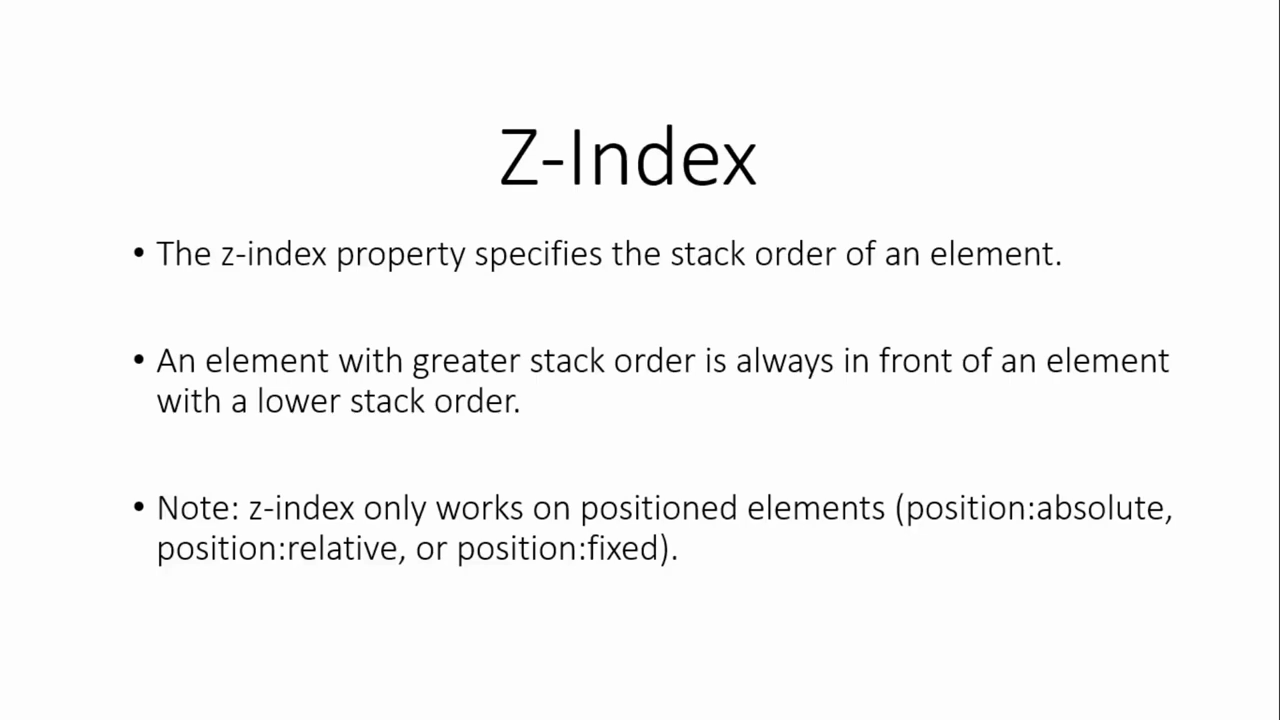 Z-Index
• The z-index property specifies the stack order of an element.
• An element with greater stack order is always in front of an element
with a lower stack order.
• Note: z-index only works on positioned elements (position:absolute,
position:relative, or position:fixed).